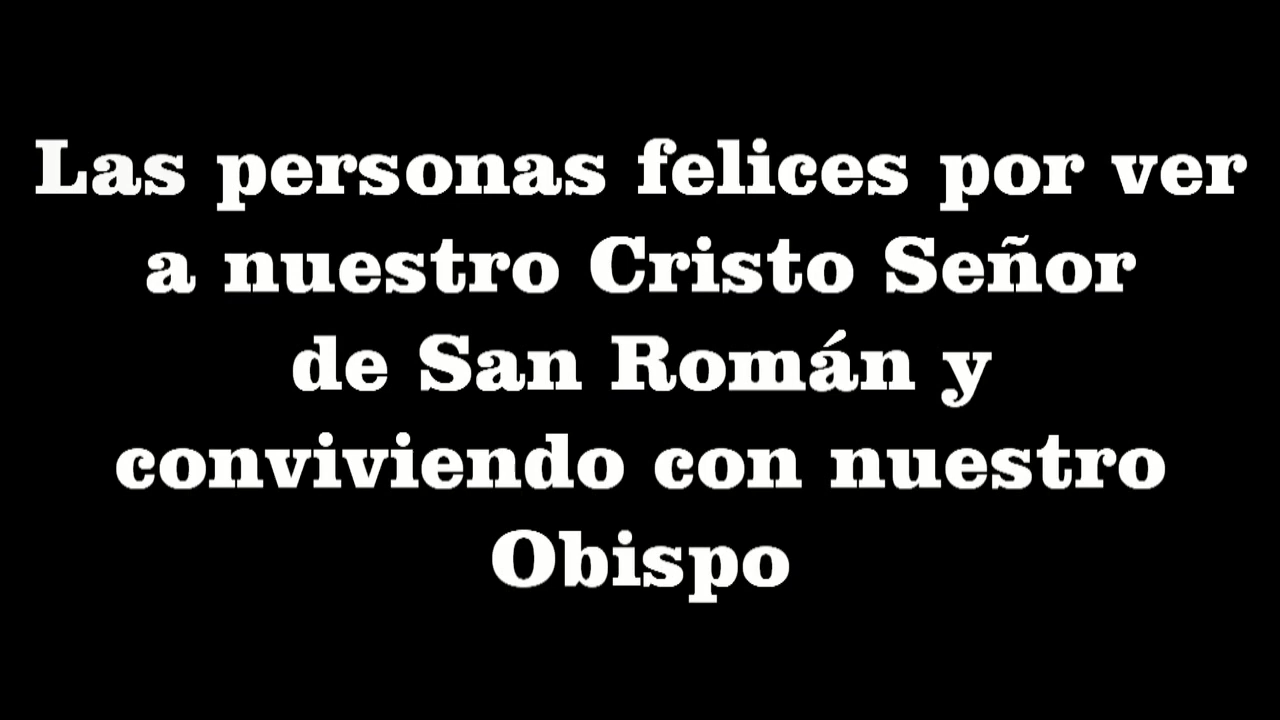 Las personas felices por ver
a nuestro Cristo Señor
de San Román y
conviviendo con nuestro
Obispo